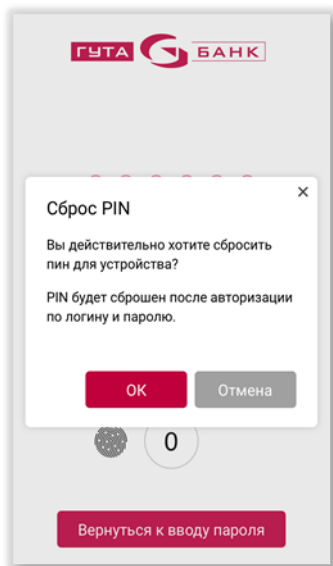 ГУТА БАНК
×
Сброс PIN
Вы действительно хотите сбросить
пин для устройства?
PIN будет сброшен после авторизации
по логину и паролю.
ОК Отмена
0
Вернуться к вводу пароля